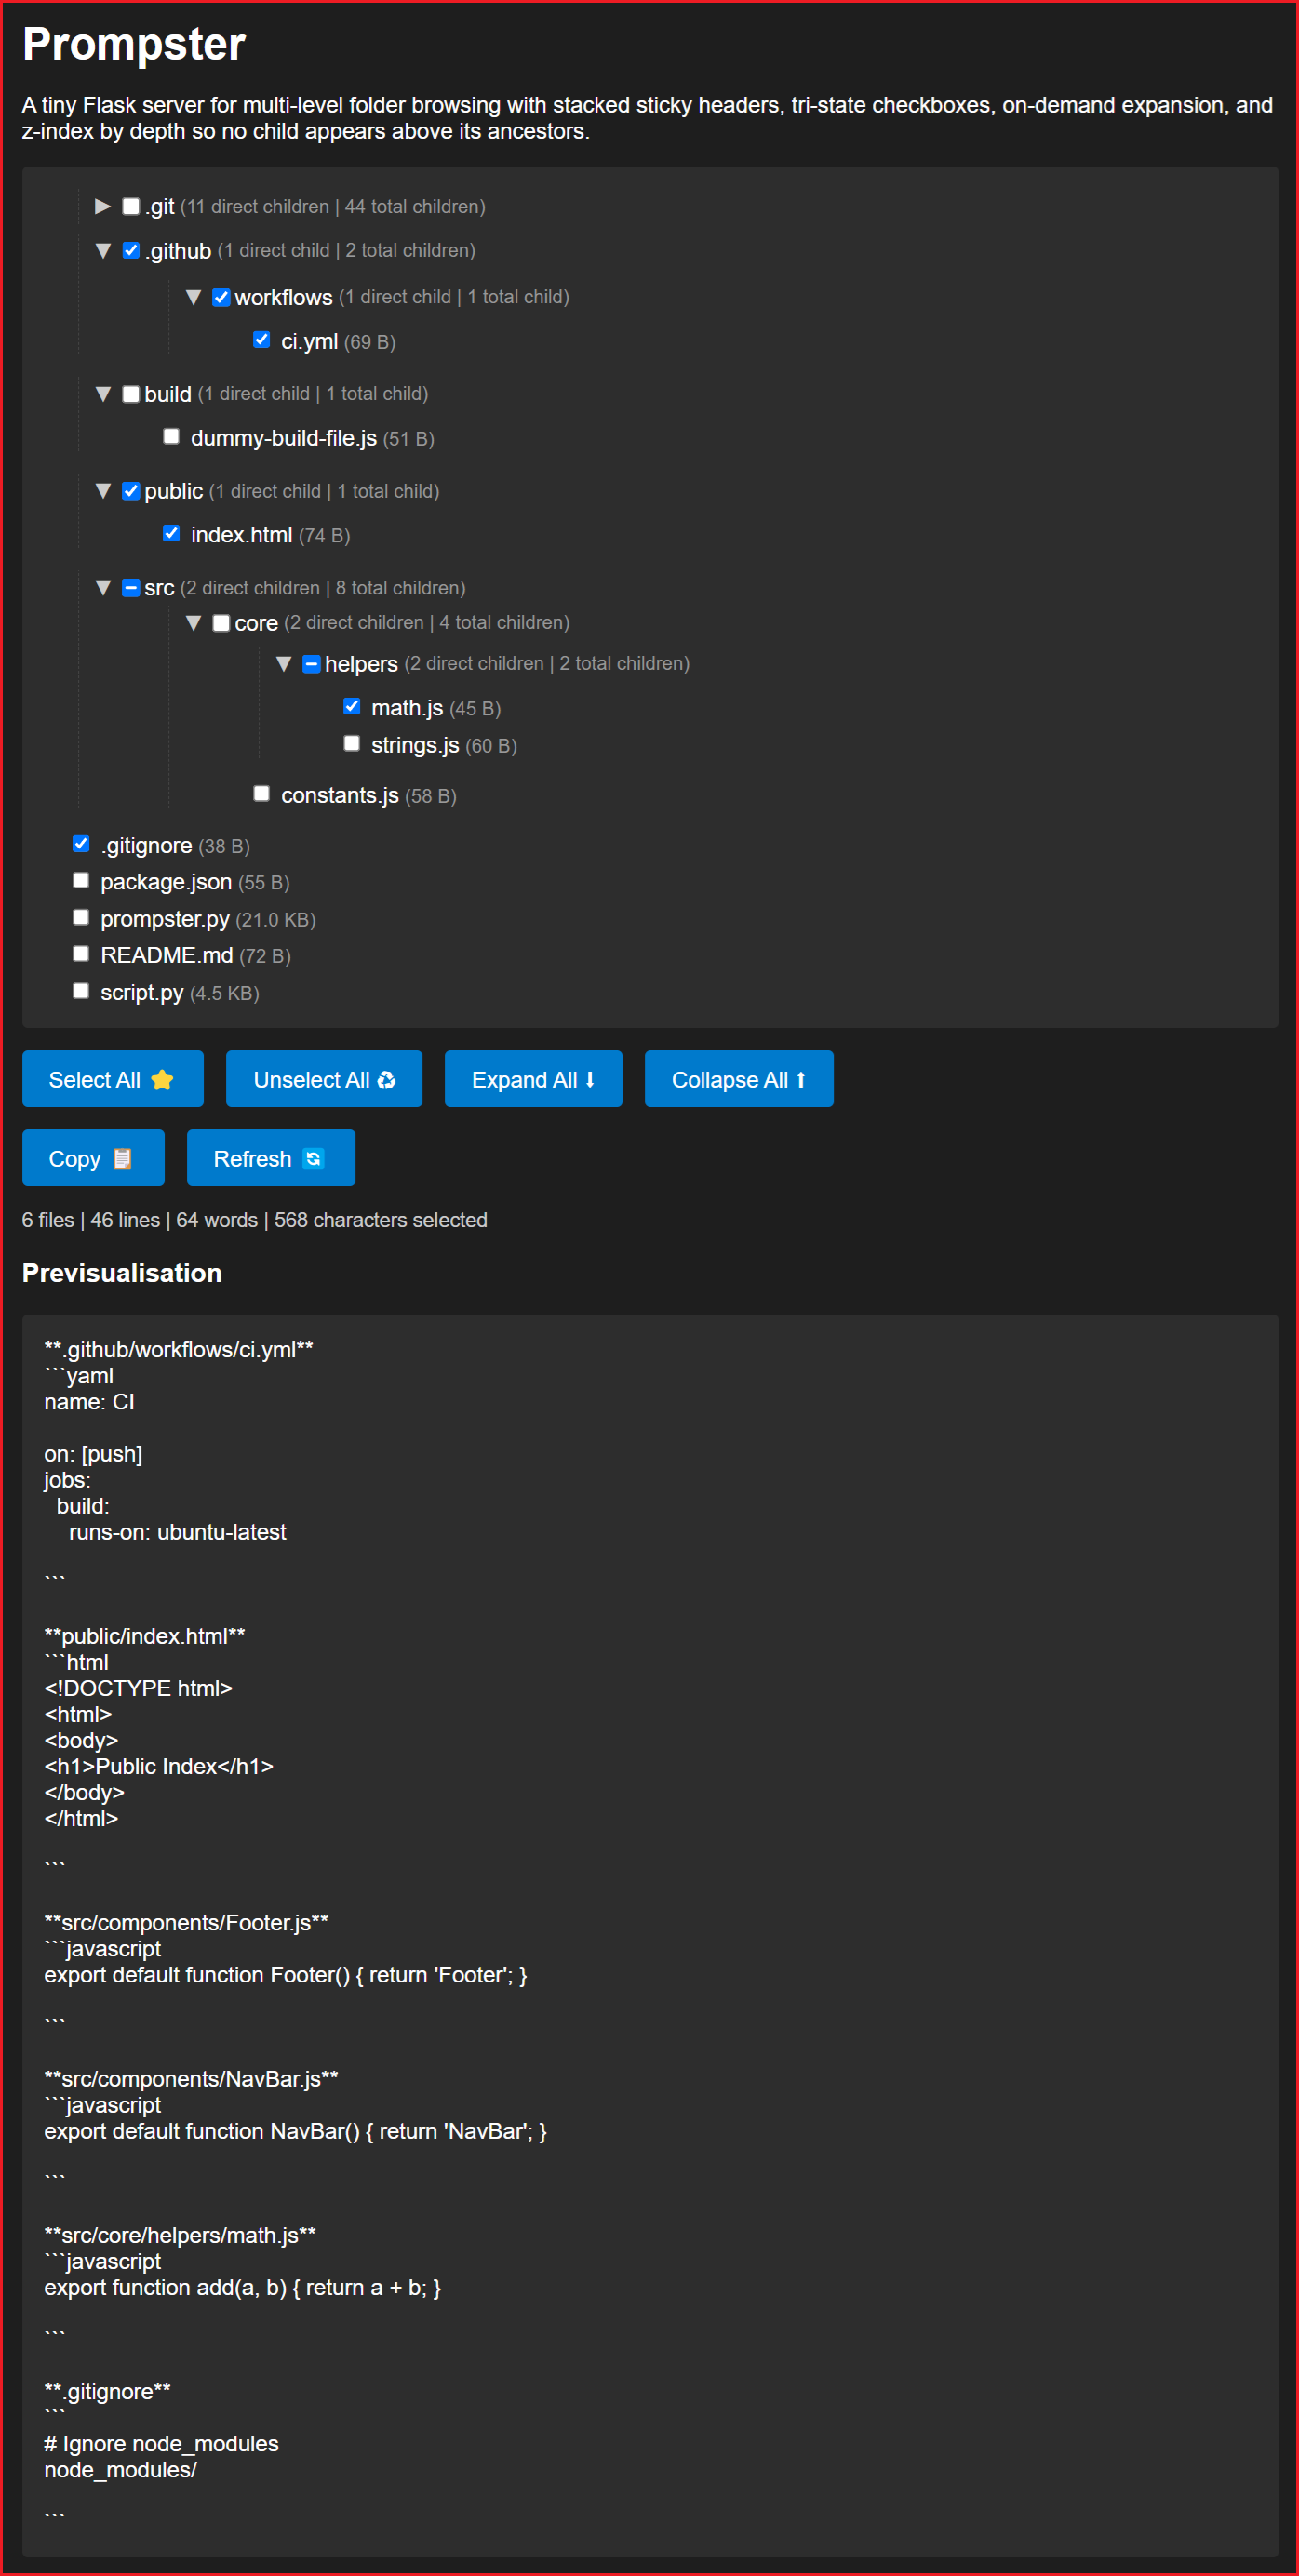 Prompster
A tiny Flask server for multi-level folder browsing with stacked sticky headers, tri-state checkboxes, on-demand expansion, and
z-index by depth so no child appears above its ancestors.
.git (11 direct children | 44 total children)
.github (1 direct child | 2 total children)
workflows (1 direct child | 1 total child)
ci.yml (69 B)
build (1 direct child | 1 total child)
dummy-build-file.js (51 B)
public (1 direct child | 1 total child)
index.html (74 B)
src (2 direct children | 8 total children)
core (2 direct children | 4 total children)
helpers (2 direct children | 2 total children)
math.js (45 B)
strings.js (60 B)
constants.js (58 B)
.gitignore (38 B)
package.json (55 B)
prompster.py (21.0 KB)
README.md (72 B)
script.py (4.5 KB)
Select All ⭐ Unselect All ♻ Expand All ⬇ Collapse All ⬆
Copy 📋 Refresh 🔄
6 files | 46 lines | 64 words | 568 characters selected
Previsualisation
**.github/workflows/ci.yml**
```yaml
name: CI

on: [push]
jobs:
  build:
    runs-on: ubuntu-latest

```

**public/index.html**
```html
<!DOCTYPE html>
<html>
<body>
<h1>Public Index</h1>
</body>
</html>

```

**src/components/Footer.js**
```javascript
export default function Footer() { return 'Footer'; }

```

**src/components/NavBar.js**
```javascript
export default function NavBar() { return 'NavBar'; }

```

**src/core/helpers/math.js**
```javascript
export function add(a, b) { return a + b; }

```

**.gitignore**
```
# Ignore node_modules
node_modules/

```